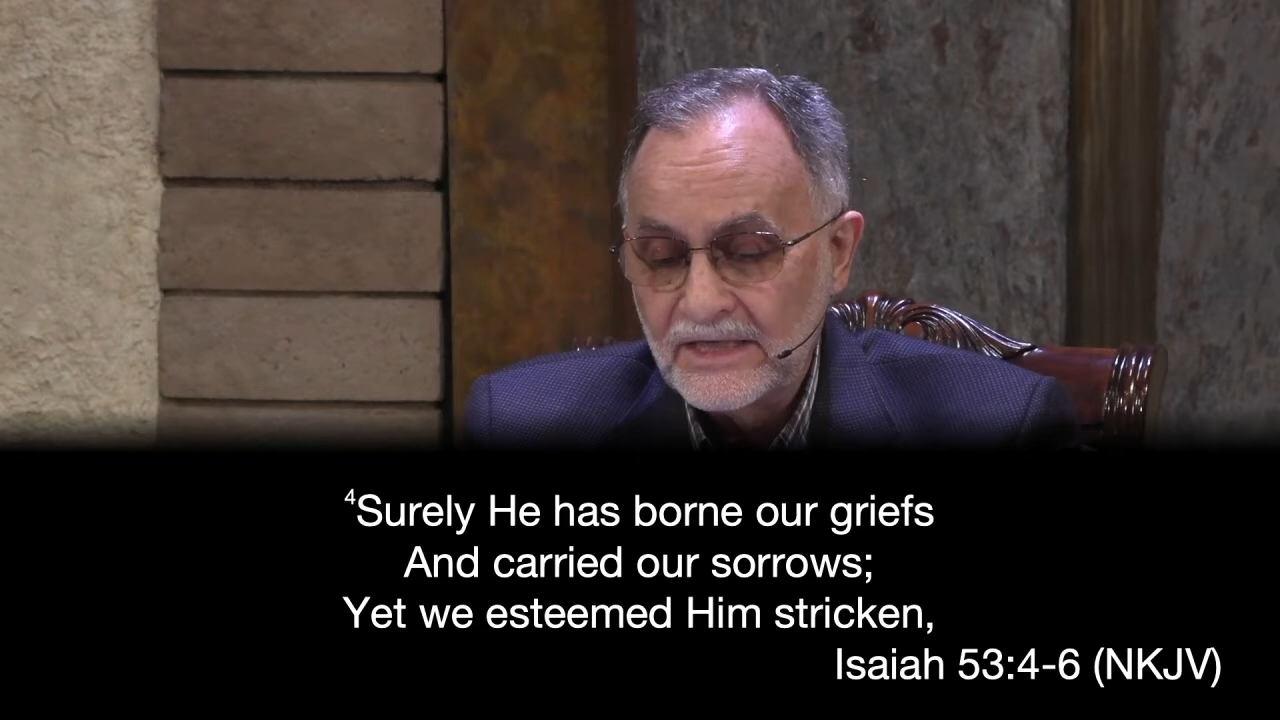 ⁴Surely He has borne our griefs
And carried our sorrows;
Yet we esteemed Him stricken,
Isaiah 53:4-6 (NKJV)